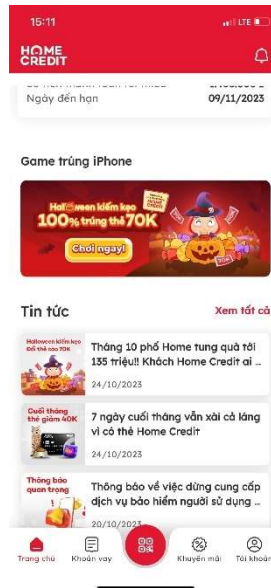 15:11
LTE
HOME
CREDIT
Ngày đến hạn
09/11/2023
Game trúng iPhone
Halloween kiếm kẹo
100% trúng thẻ 70K
Chơi ngay!
Tin tức
Xem tất cả
Halloween kiếm kẹo
Đổi thẻ cào 70K
Tháng 10 phố Home tung quà tới
135 triệu!! Khách Home Credit ai ...
24/10/2023
Cuối tháng
thẻ giảm 40K
7 ngày cuối tháng vẫn xài cả láng
vì có thẻ Home Credit
24/10/2023
Thông báo
quan trọng
Thông báo về việc dừng cung cấp
dịch vụ bảo hiểm người sử dụng ...
20/10/2023
Trang chủ
Khoản vay
Khuyến mãi
Tài khoản